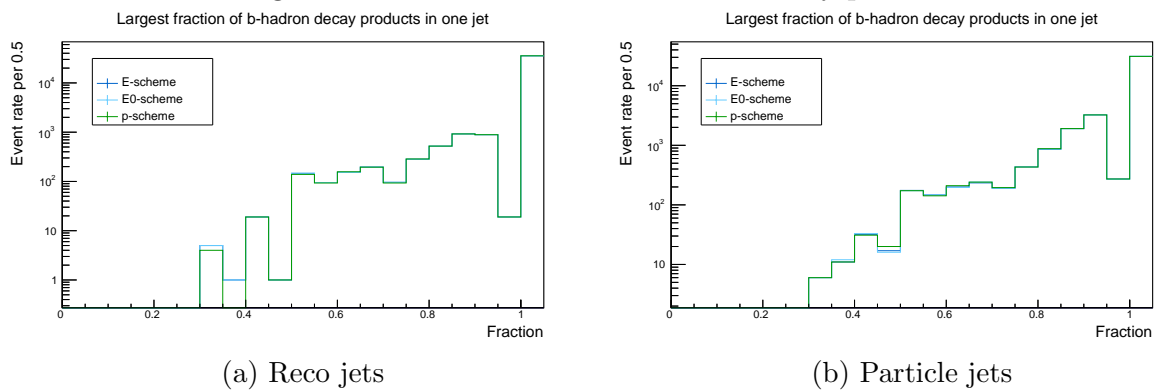 Largest fraction of b-hadron decay products in one jet
Event rate per 0.5
10⁴
10³
10²
10
1
E-scheme
E0-scheme
p-scheme
0 0.2 0.4 0.6 0.8 1
Fraction
(a) Reco jets
Largest fraction of b-hadron decay products in one jet
Event rate per 0.5
10⁴
10³
10²
10
E-scheme
E0-scheme
p-scheme
0 0.2 0.4 0.6 0.8 1
Fraction
(b) Particle jets